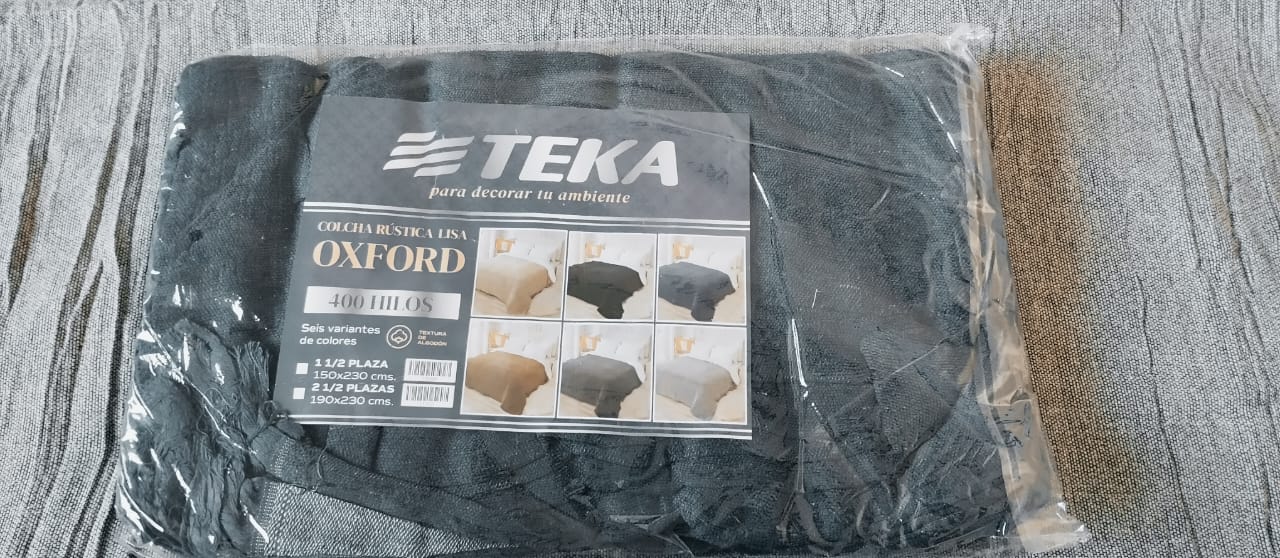 TEKA
para decorar tu ambiente
COLCHA RÚSTICA LISA
OXFORD
400 HILOS
Seis variantes
de colores
TEXTURA
DE
ALGODÓN
1 1/2 PLAZA
150x230 cms.
2 1/2 PLAZAS
190x230 cms.